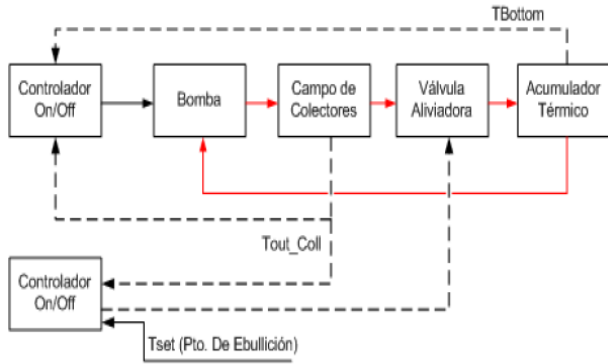 TBottom
Controlador
On/Off
Bomba
Campo de
Colectores
Válvula
Aliviadora
Acumulador
Térmico
Tout_Coll
Controlador
On/Off
Tset (Pto. De Ebullición)